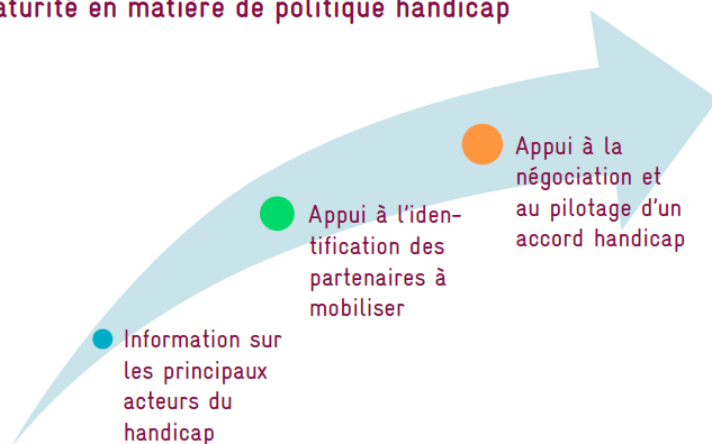 aturité en matière de politique handicap
Appui à la
négociation et
au pilotage d'un
accord handicap
Appui à l'iden-
tification des
partenaires à
mobiliser
Information sur
les principaux
acteurs du
handicap